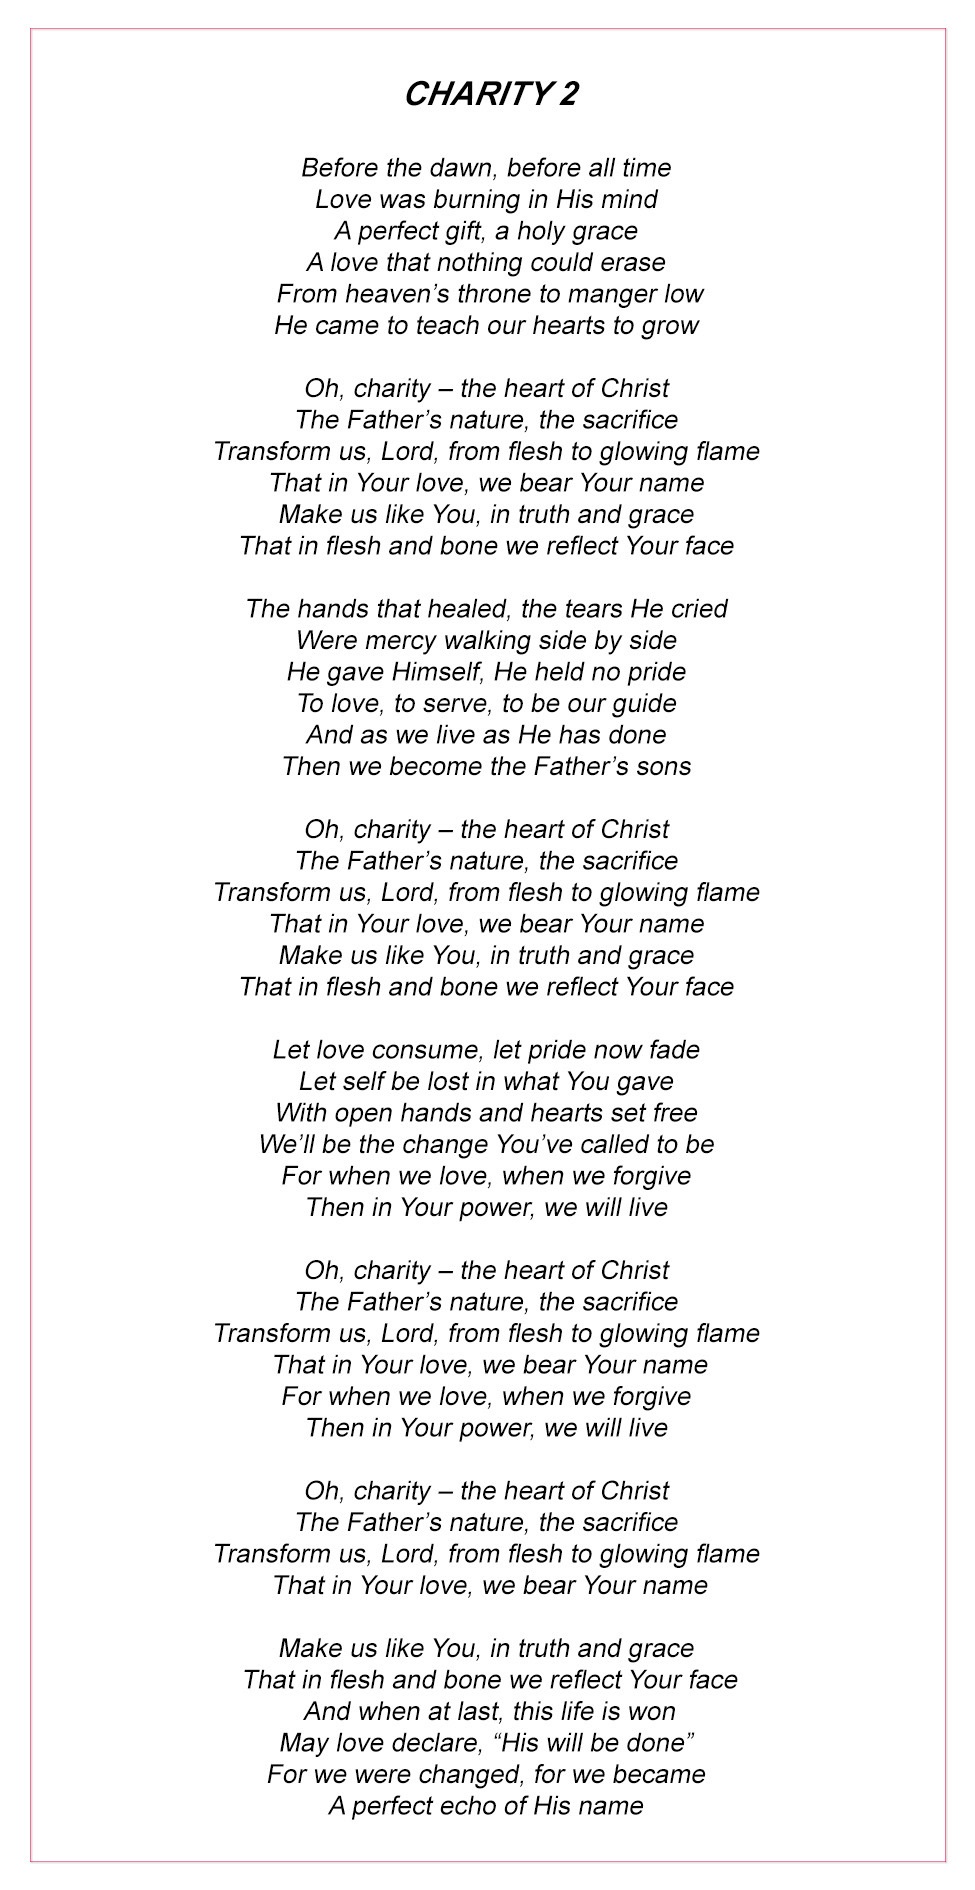 CHARITY 2
Before the dawn, before all time
Love was burning in His mind
A perfect gift, a holy grace
A love that nothing could erase
From heaven’s throne to manger low
He came to teach our hearts to grow
Oh, charity – the heart of Christ
The Father’s nature, the sacrifice
Transform us, Lord, from flesh to glowing flame
That in Your love, we bear Your name
Make us like You, in truth and grace
That in flesh and bone we reflect Your face
The hands that healed, the tears He cried
Were mercy walking side by side
He gave Himself, He held no pride
To love, to serve, to be our guide
And as we live as He has done
Then we become the Father’s sons
Oh, charity – the heart of Christ
The Father’s nature, the sacrifice
Transform us, Lord, from flesh to glowing flame
That in Your love, we bear Your name
Make us like You, in truth and grace
That in flesh and bone we reflect Your face
Let love consume, let pride now fade
Let self be lost in what You gave
With open hands and hearts set free
We’ll be the change You’ve called to be
For when we love, when we forgive
Then in Your power, we will live
Oh, charity – the heart of Christ
The Father’s nature, the sacrifice
Transform us, Lord, from flesh to glowing flame
That in Your love, we bear Your name
For when we love, when we forgive
Then in Your power, we will live
Oh, charity – the heart of Christ
The Father’s nature, the sacrifice
Transform us, Lord, from flesh to glowing flame
That in Your love, we bear Your name
Make us like You, in truth and grace
That in flesh and bone we reflect Your face
And when at last, this life is won
May love declare, “His will be done”
For we were changed, for we became
A perfect echo of His name